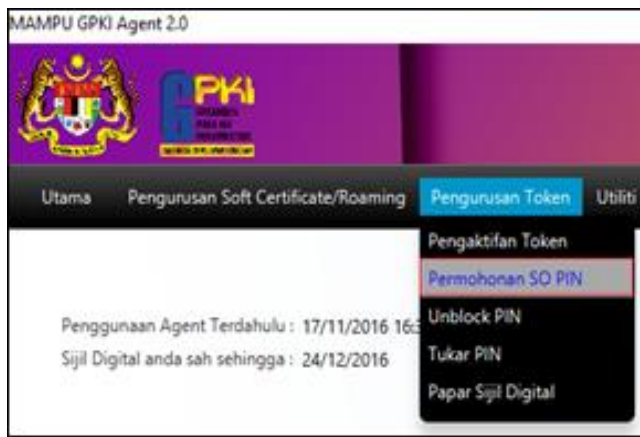 MAMPU GPKI Agent 2.0
GPKI
Utama Pengurusan Soft Certificate/Roaming Pengurusan Token Utiliti
Pengaktifan Token
Permohonan SO PIN
Penggunaan Agent Terdahulu : 17/11/2016 16:
Unblock PIN
Sijil Digital anda sah sehingga : 24/12/2016
Tukar PIN
Papar Sijil Digital